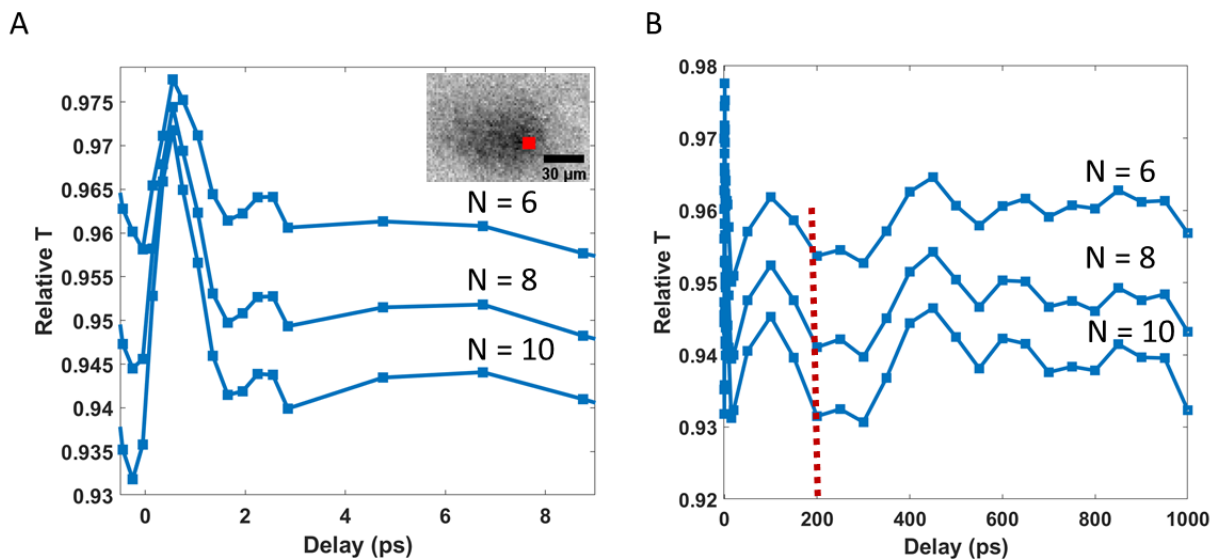 A
0.975
0.97
0.965
0.96
0.955
0.95
0.945
0.94
0.935
0.93
Relative T
0
2
4
6
8
Delay (ps)
30 µm
N = 6
N = 8
N = 10
B
0.98
0.97
0.96
0.95
0.94
0.93
0.92
Relative T
0
200
400
600
800
1000
Delay (ps)
N = 6
N = 8
N = 10